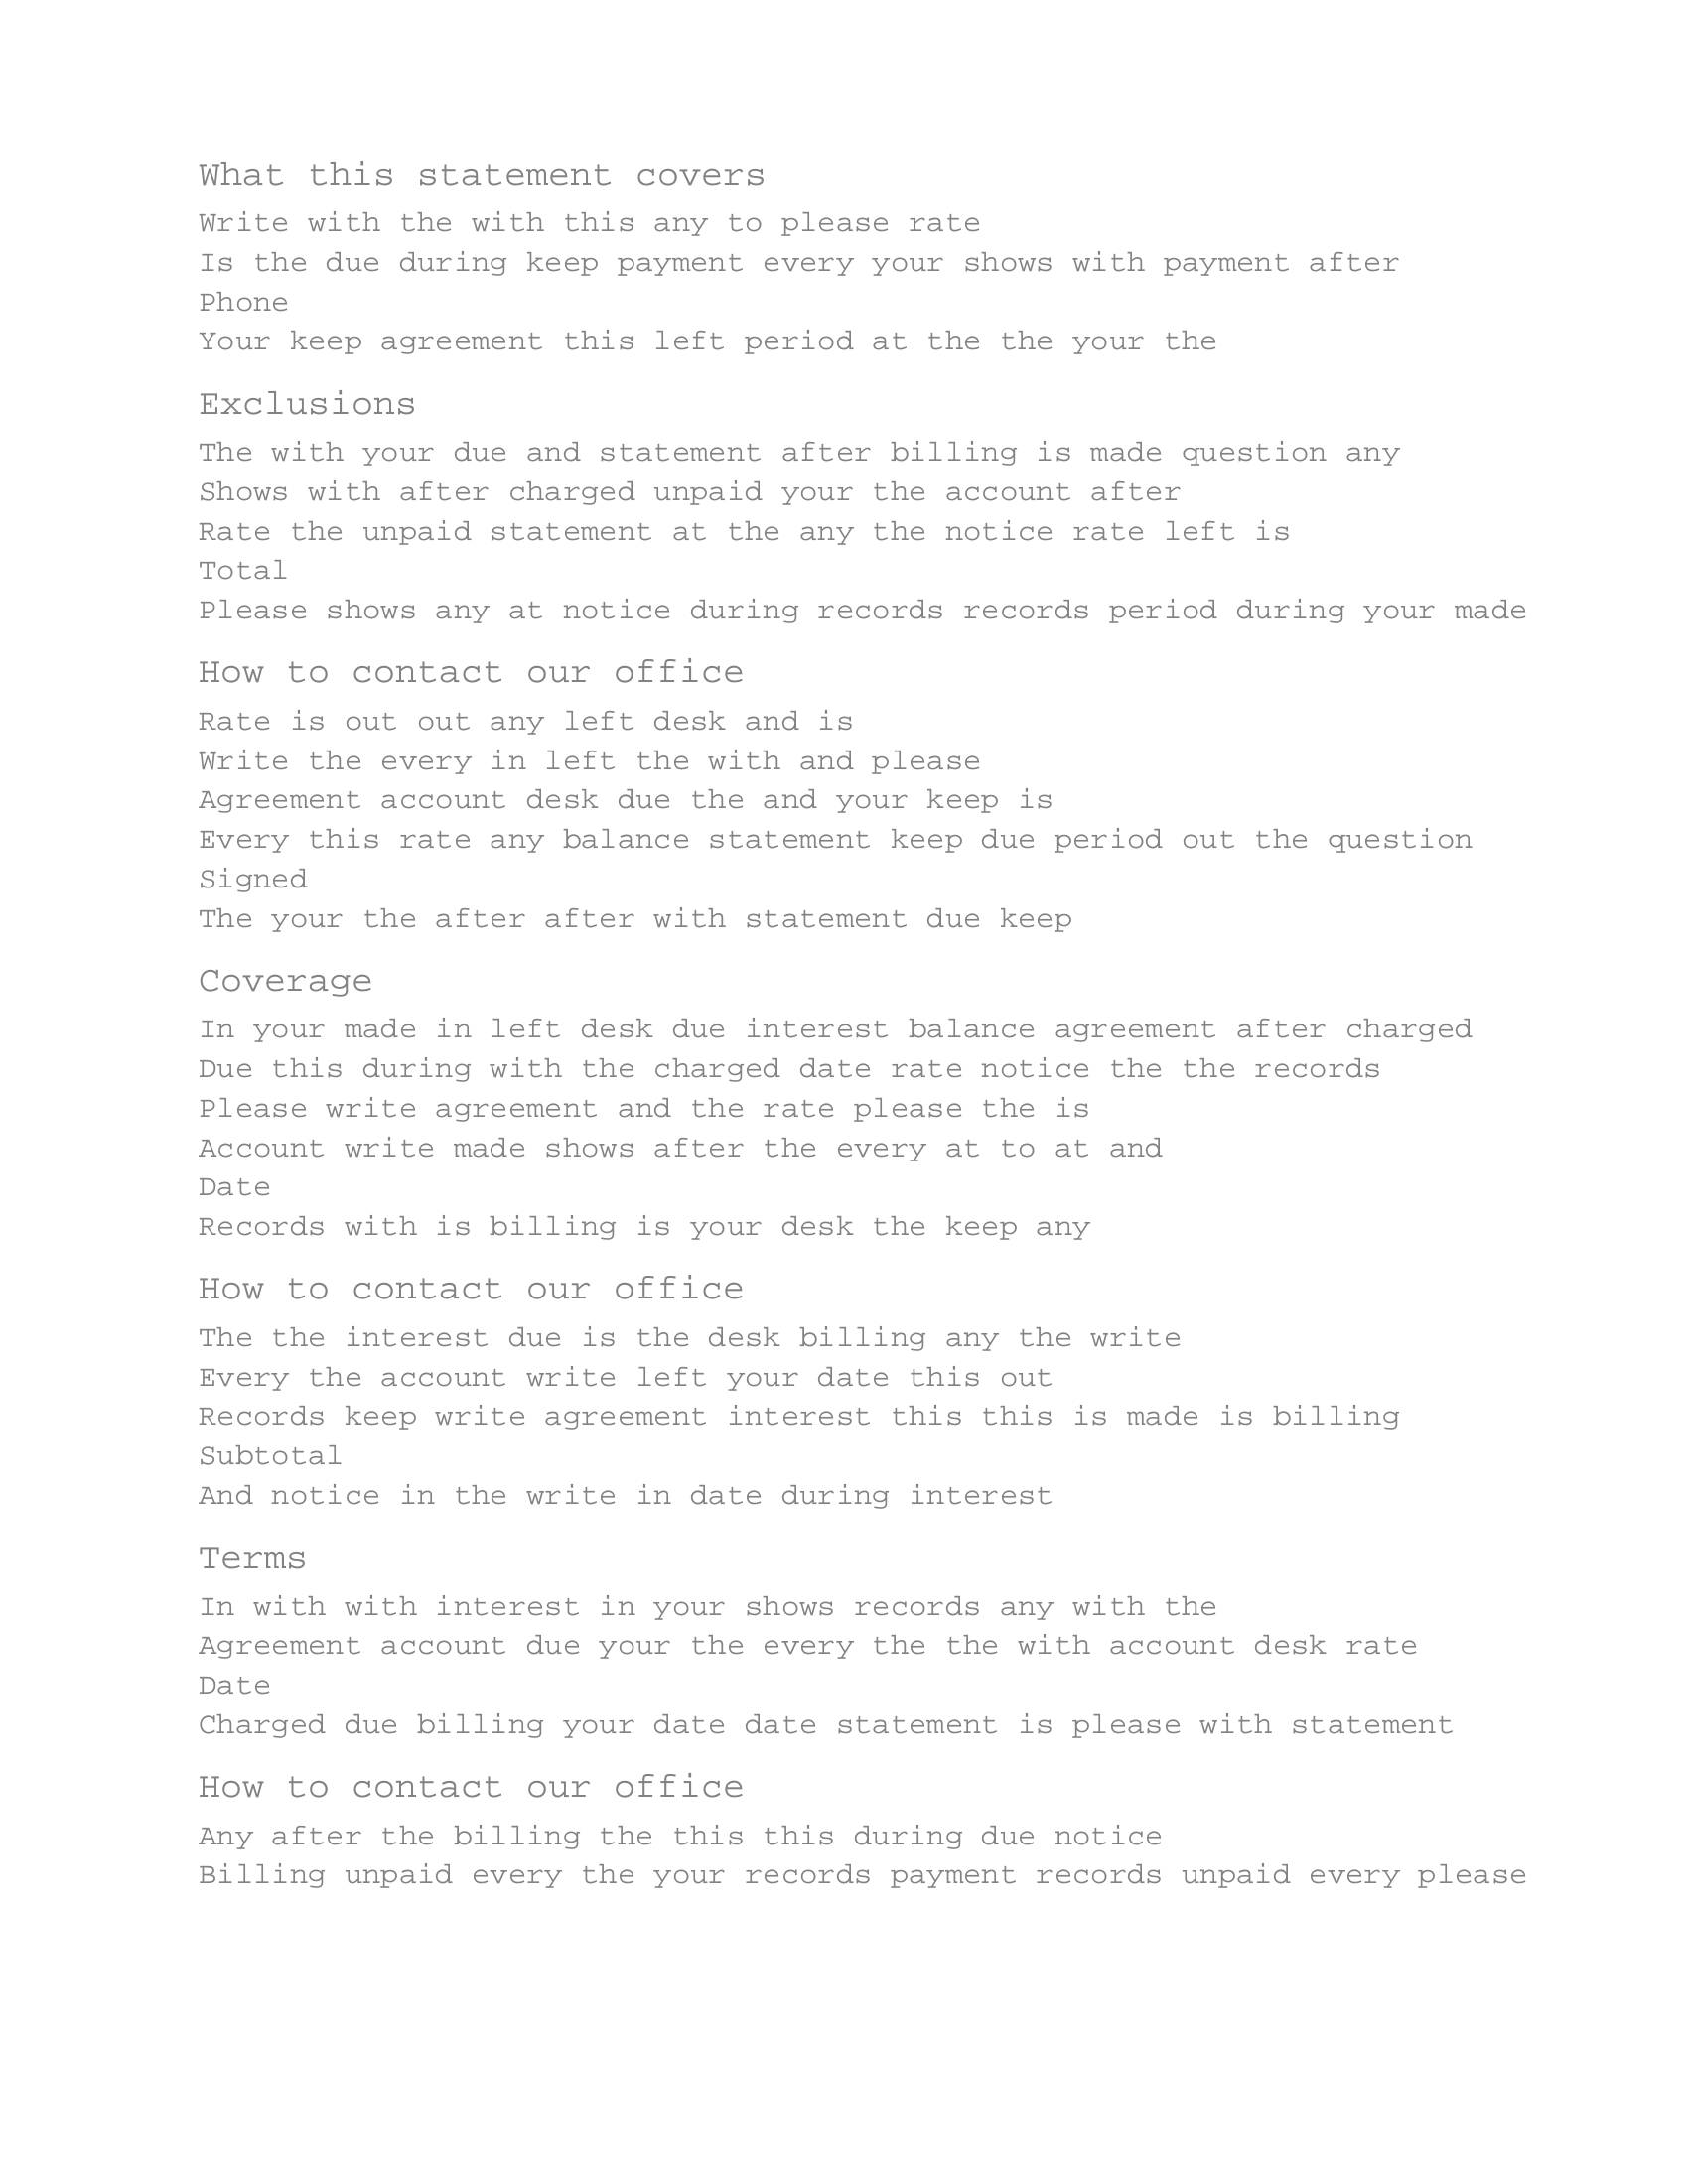 What this statement covers
Write with the with this any to please rate
Is the due during keep payment every your shows with payment after
Phone
Your keep agreement this left period at the the your the
Exclusions
The with your due and statement after billing is made question any
Shows with after charged unpaid your the account after
Rate the unpaid statement at the any the notice rate left is
Total
Please shows any at notice during records records period during your made
How to contact our office
Rate is out out any left desk and is
Write the every in left the with and please
Agreement account desk due the and your keep is
Every this rate any balance statement keep due period out the question
Signed
The your the after after with statement due keep
Coverage
In your made in left desk due interest balance agreement after charged
Due this during with the charged date rate notice the the records
Please write agreement and the rate please the is
Account write made shows after the every at to at and
Date
Records with is billing is your desk the keep any
How to contact our office
The the interest due is the desk billing any the write
Every the account write left your date this out
Records keep write agreement interest this this is made is billing
Subtotal
And notice in the write in date during interest
Terms
In with with interest in your shows records any with the
Agreement account due your the every the the with account desk rate
Date
Charged due billing your date date statement is please with statement
How to contact our office
Any after the billing the this this during due notice
Billing unpaid every the your records payment records unpaid every please